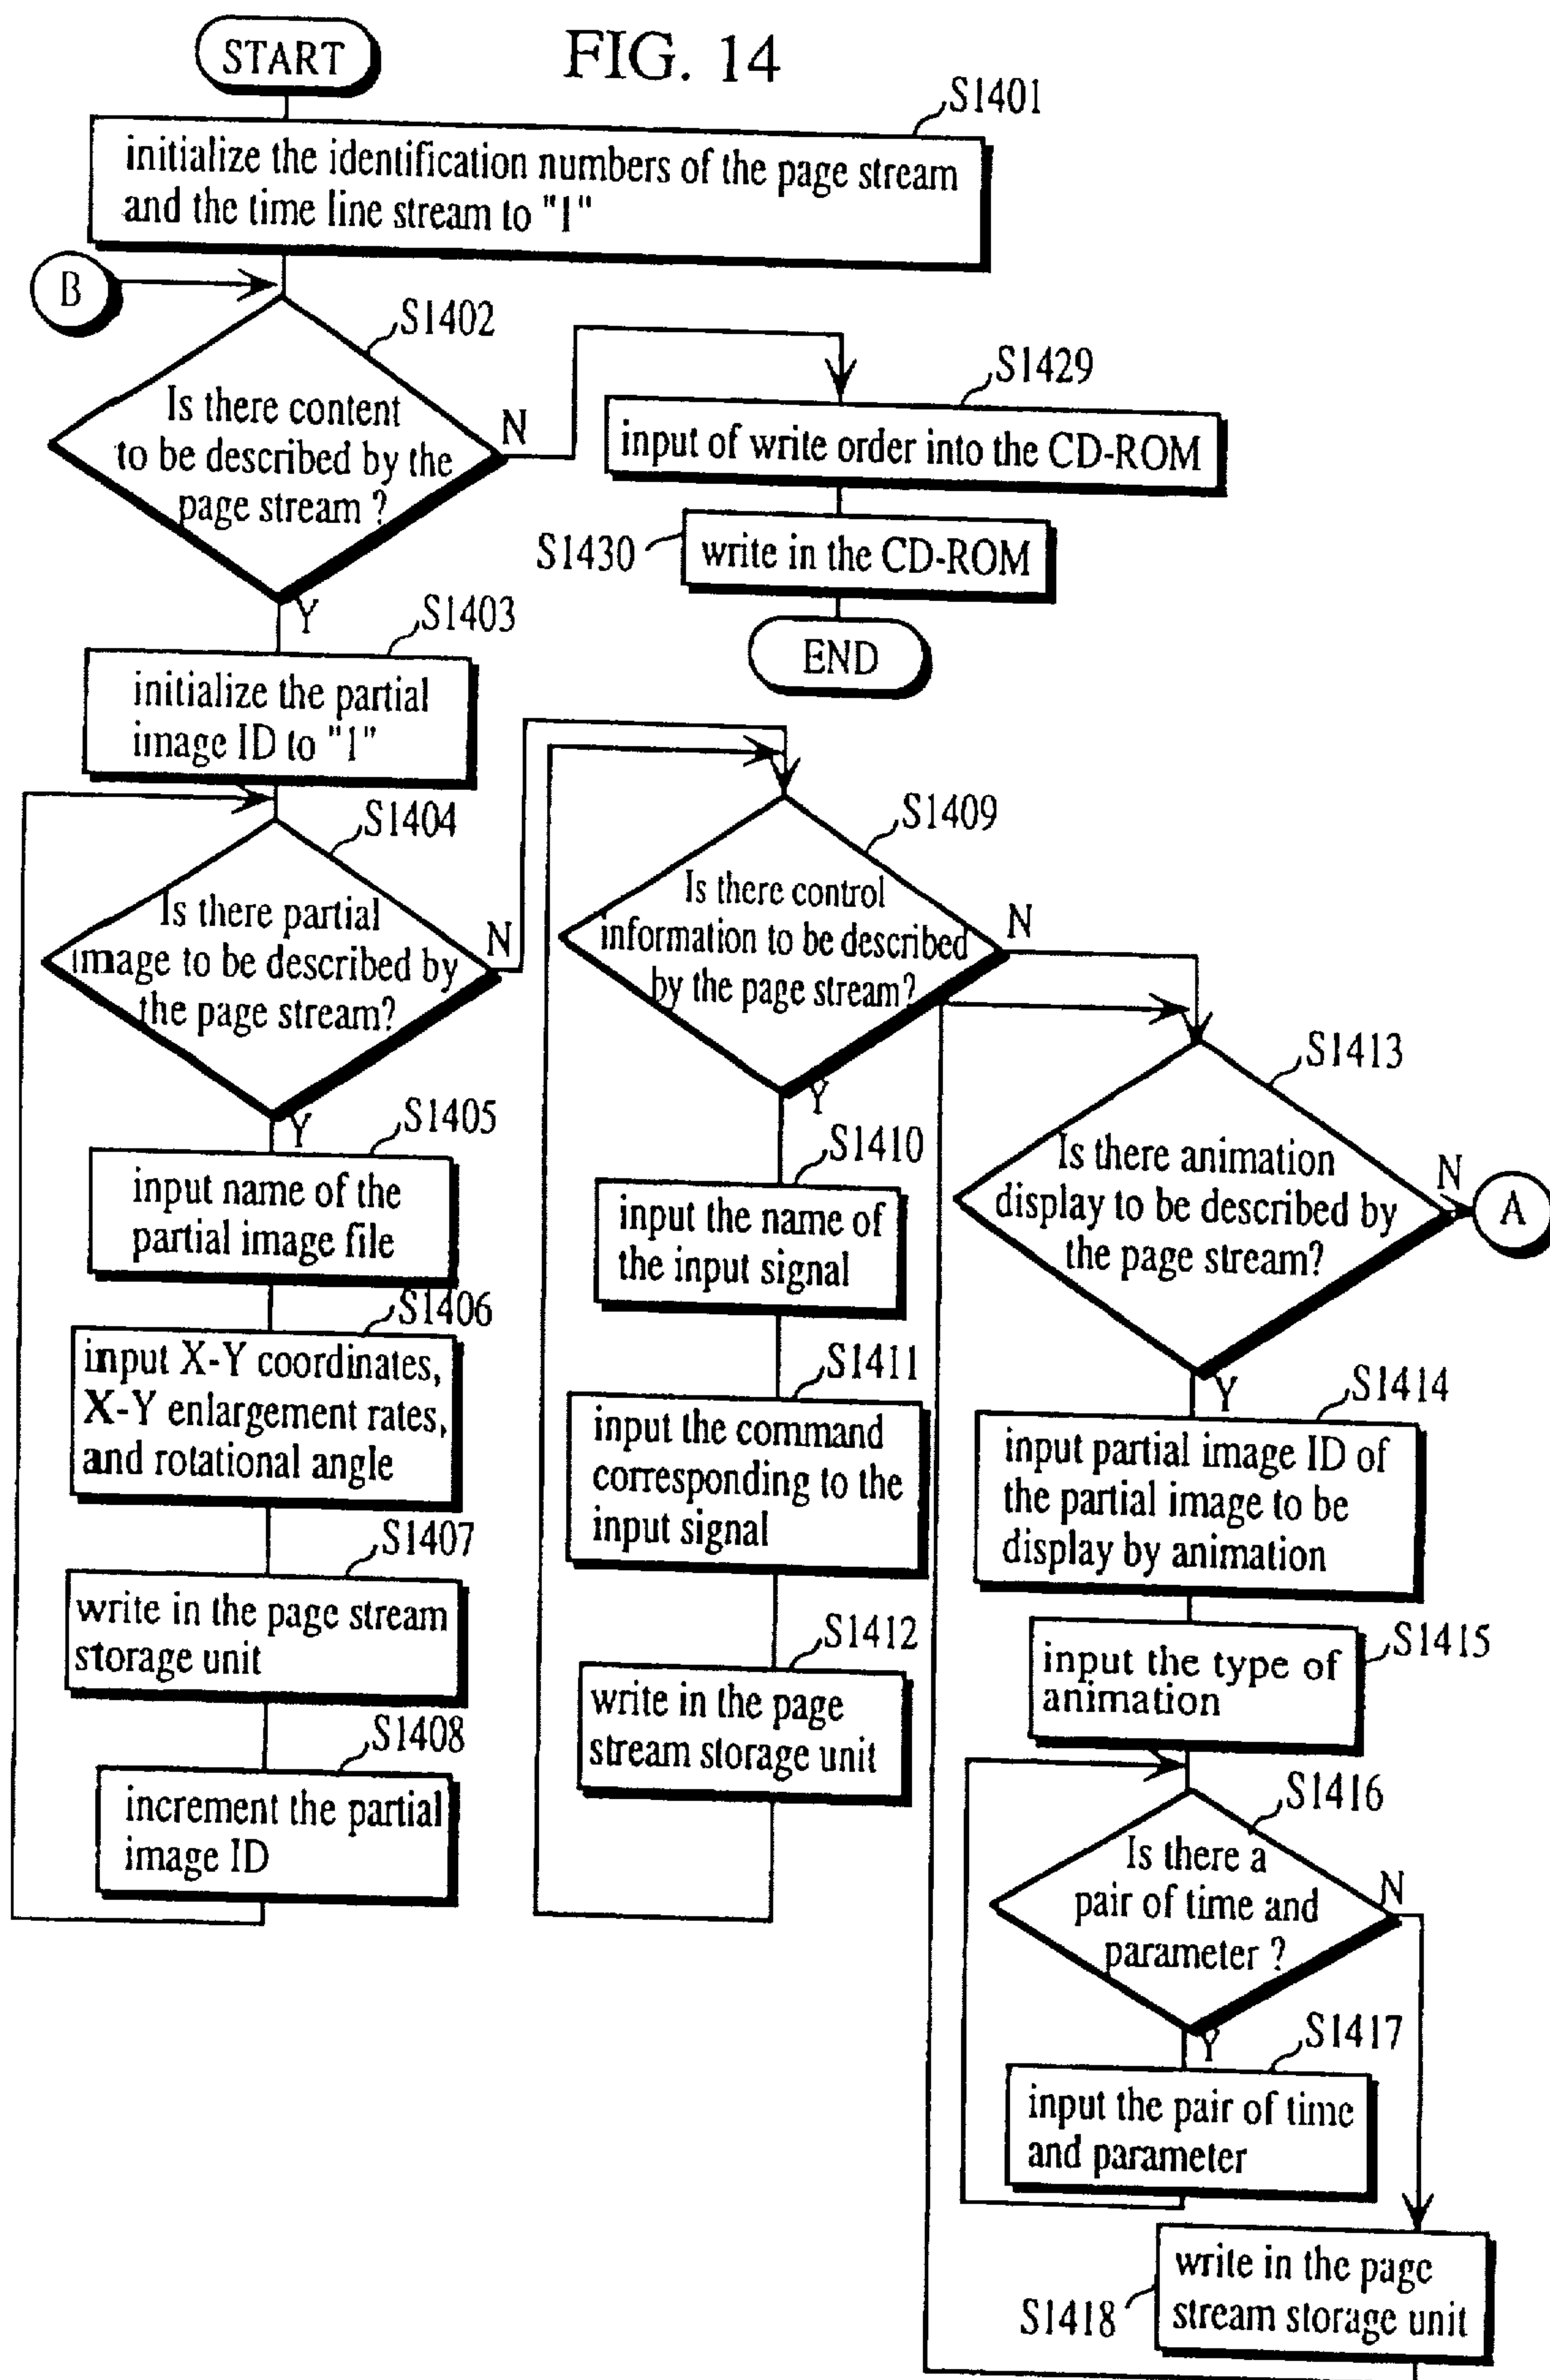 START
FIG. 14
S1401
initialize the identification numbers of the page stream
and the time line stream to "1"
B
S1402
Is there content
to be described by the
page stream ?
N
Y
S1429
input of write order into the CD-ROM
S1430
write in the CD-ROM
END
S1403
initialize the partial
image ID to "1"
S1404
Is there partial
image to be described by
the page stream?
N
Y
S1405
input name of the
partial image file
S1406
input X-Y coordinates,
X-Y enlargement rates,
and rotational angle
S1407
write in the page stream
storage unit
S1408
increment the partial
image ID
S1409
Is there control
information to be described
by the page stream?
N
Y
S1410
input the name of
the input signal
S1411
input the command
corresponding to the
input signal
S1412
write in the page
stream storage unit
S1413
Is there animation
display to be described by
the page stream?
N
A
Y
S1414
input partial image ID of
the partial image to be
display by animation
S1415
input the type of
animation
S1416
Is there a
pair of time and
parameter ?
N
Y
S1417
input the pair of time
and parameter
S1418
write in the page
stream storage unit